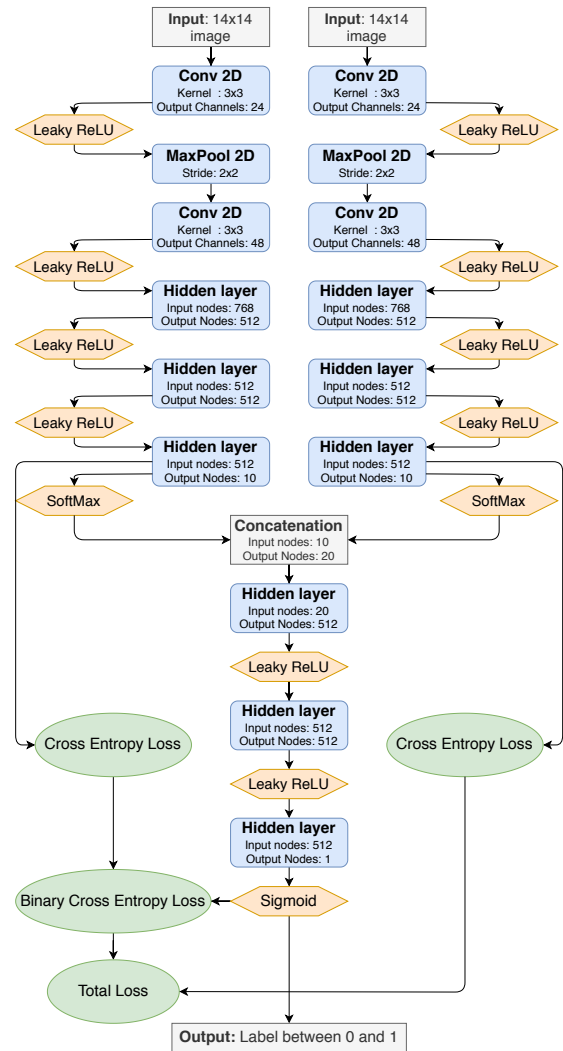 Input: 14x14
image
Input: 14x14
image
Conv 2D
Kernel : 3x3
Output Channels: 24
Conv 2D
Kernel : 3x3
Output Channels: 24
Leaky ReLU
Leaky ReLU
MaxPool 2D
Stride: 2x2
MaxPool 2D
Stride: 2x2
Conv 2D
Kernel : 3x3
Output Channels: 48
Conv 2D
Kernel : 3x3
Output Channels: 48
Leaky ReLU
Leaky ReLU
Hidden layer
Input nodes: 768
Output Nodes: 512
Hidden layer
Input nodes: 768
Output Nodes: 512
Leaky ReLU
Leaky ReLU
Hidden layer
Input nodes: 512
Output Nodes: 512
Hidden layer
Input nodes: 512
Output Nodes: 512
Leaky ReLU
Leaky ReLU
Hidden layer
Input nodes: 512
Output Nodes: 10
Hidden layer
Input nodes: 512
Output Nodes: 10
SoftMax
SoftMax
Concatenation
Input nodes: 10
Output Nodes: 20
Hidden layer
Input nodes: 20
Output Nodes: 512
Leaky ReLU
Hidden layer
Input nodes: 512
Output Nodes: 512
Cross Entropy Loss
Cross Entropy Loss
Leaky ReLU
Hidden layer
Input nodes: 512
Output Nodes: 1
Binary Cross Entropy Loss
Sigmoid
Total Loss
Output: Label between 0 and 1